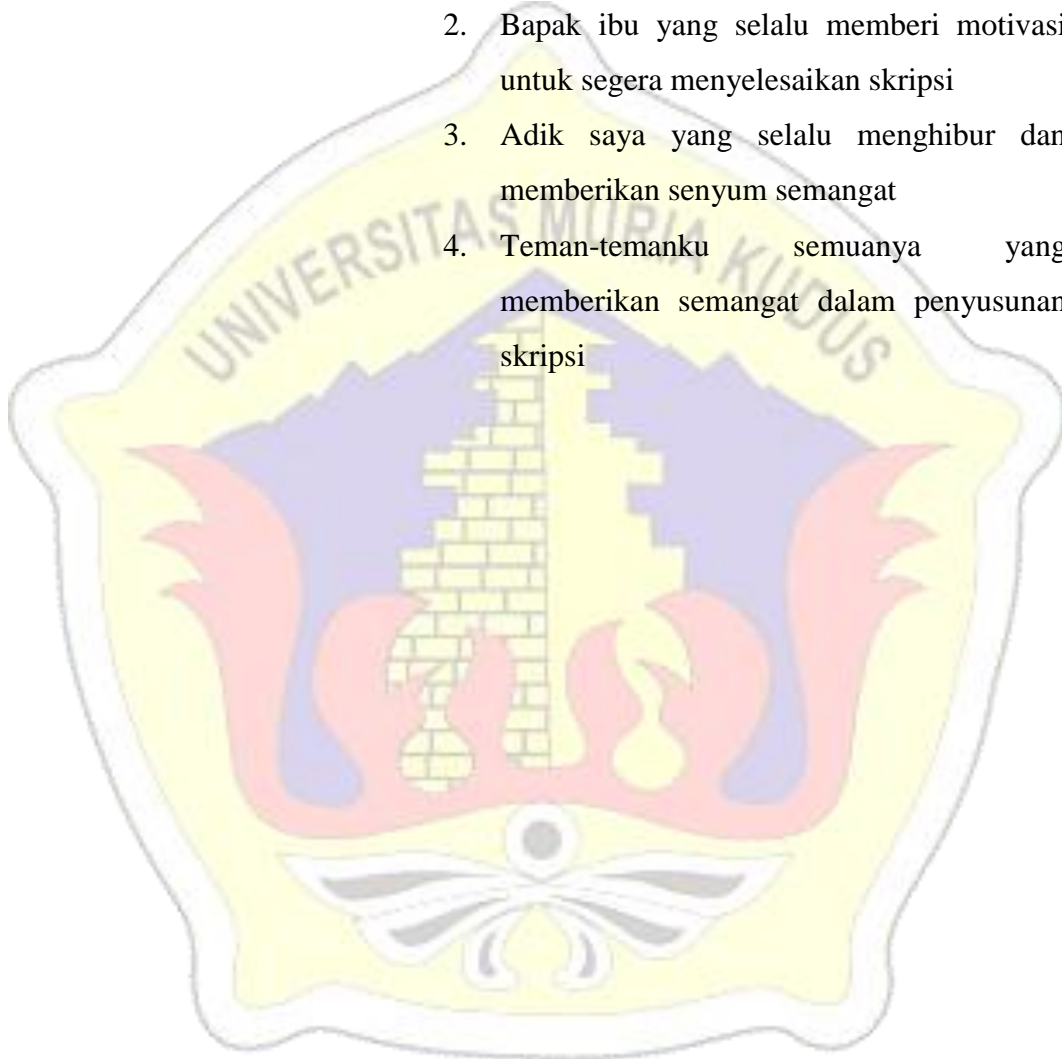 2. Bapak ibu yang selalu memberi motivasi
untuk segera menyelesaikan skripsi
3. Adik saya yang selalu menghibur dan
memberikan senyum semangat
4. Teman-temanku semuanya yang
memberikan semangat dalam penyusunan
skripsi
UNIVERSITAS MURIA KUDUS